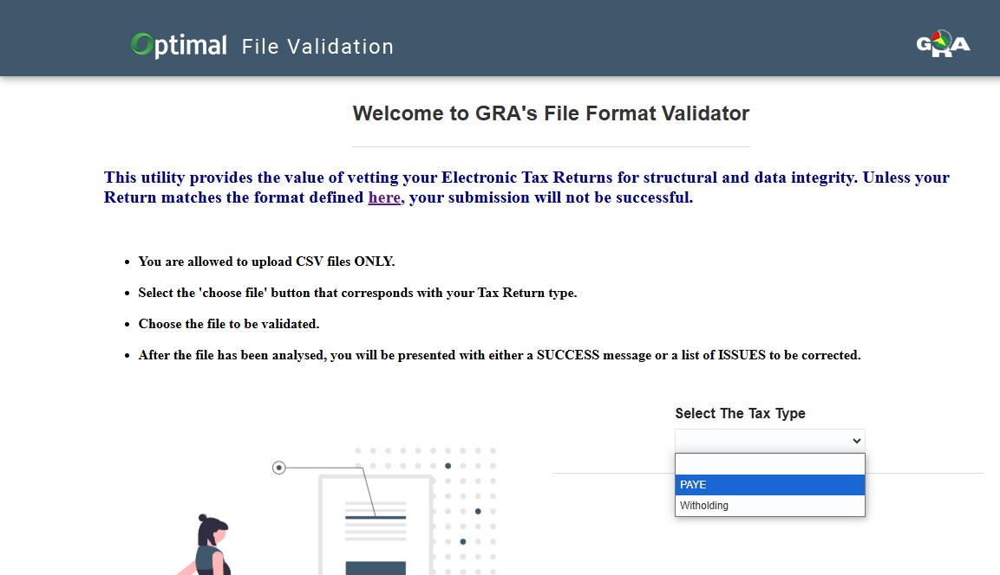 Optimal File Validation
GRA
Welcome to GRA's File Format Validator
This utility provides the value of vetting your Electronic Tax Returns for structural and data integrity. Unless your
Return matches the format defined here, your submission will not be successful.
• You are allowed to upload CSV files ONLY.
• Select the 'choose file' button that corresponds with your Tax Return type.
• Choose the file to be validated.
• After the file has been analysed, you will be presented with either a SUCCESS message or a list of ISSUES to be corrected.
Select The Tax Type
PAYE
Witholding